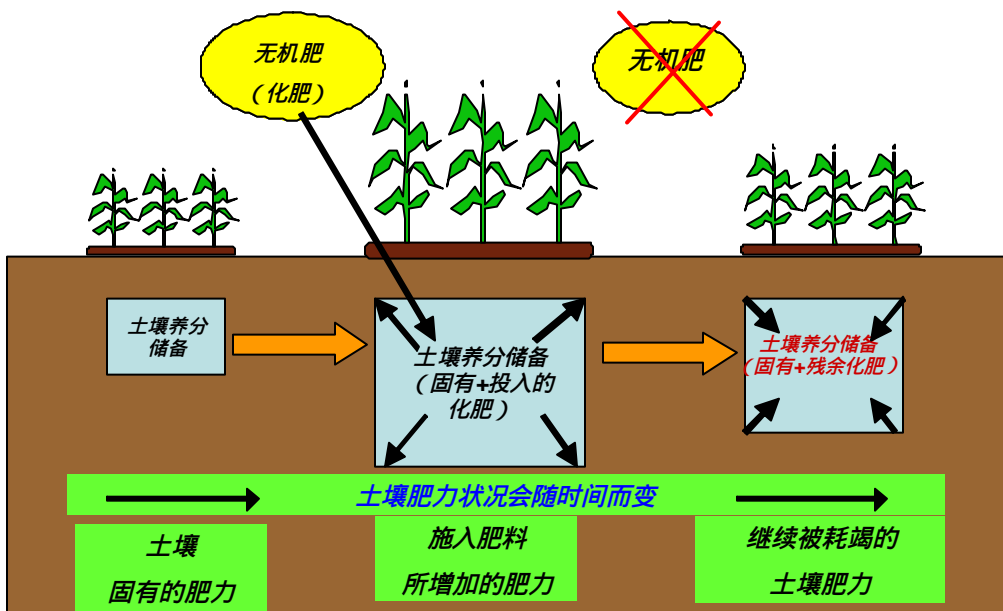 无机肥
（化肥）
无机肥
土壤养分
储备
土壤养分储备
（固有+投入的
化肥）
土壤养分储备
（固有+残余化肥）
土壤肥力状况会随时间而变
土壤
固有的肥力
施入肥料
所增加的肥力
继续被耗竭的
土壤肥力